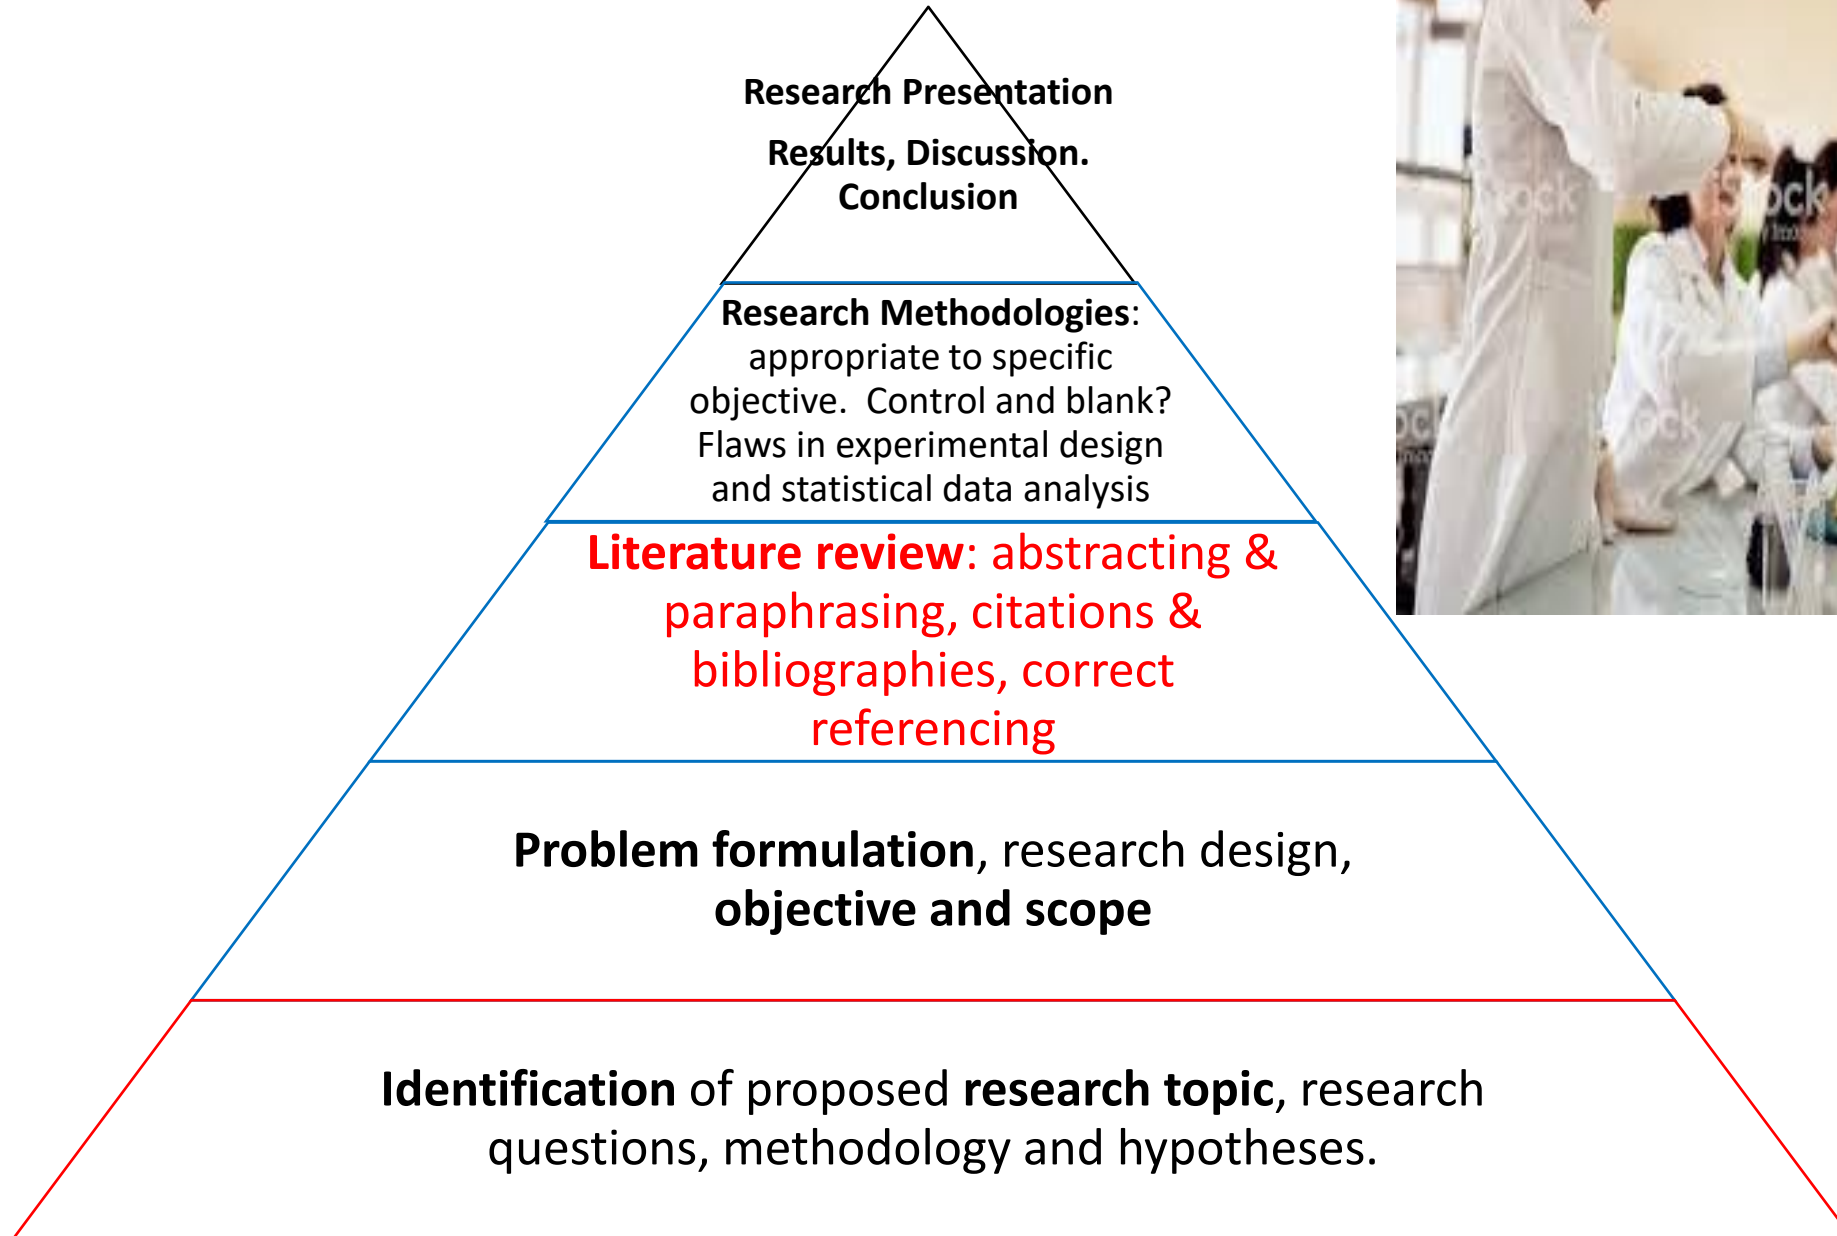 Research Presentation
Results, Discussion.
Conclusion
Research Methodologies:
appropriate to specific
objective.  Control and blank?
Flaws in experimental design
and statistical data analysis
Literature review: abstracting &
paraphrasing, citations &
bibliographies, correct
referencing
Problem formulation, research design,
objective and scope
Identification of proposed research topic, research
questions, methodology and hypotheses.
iStock